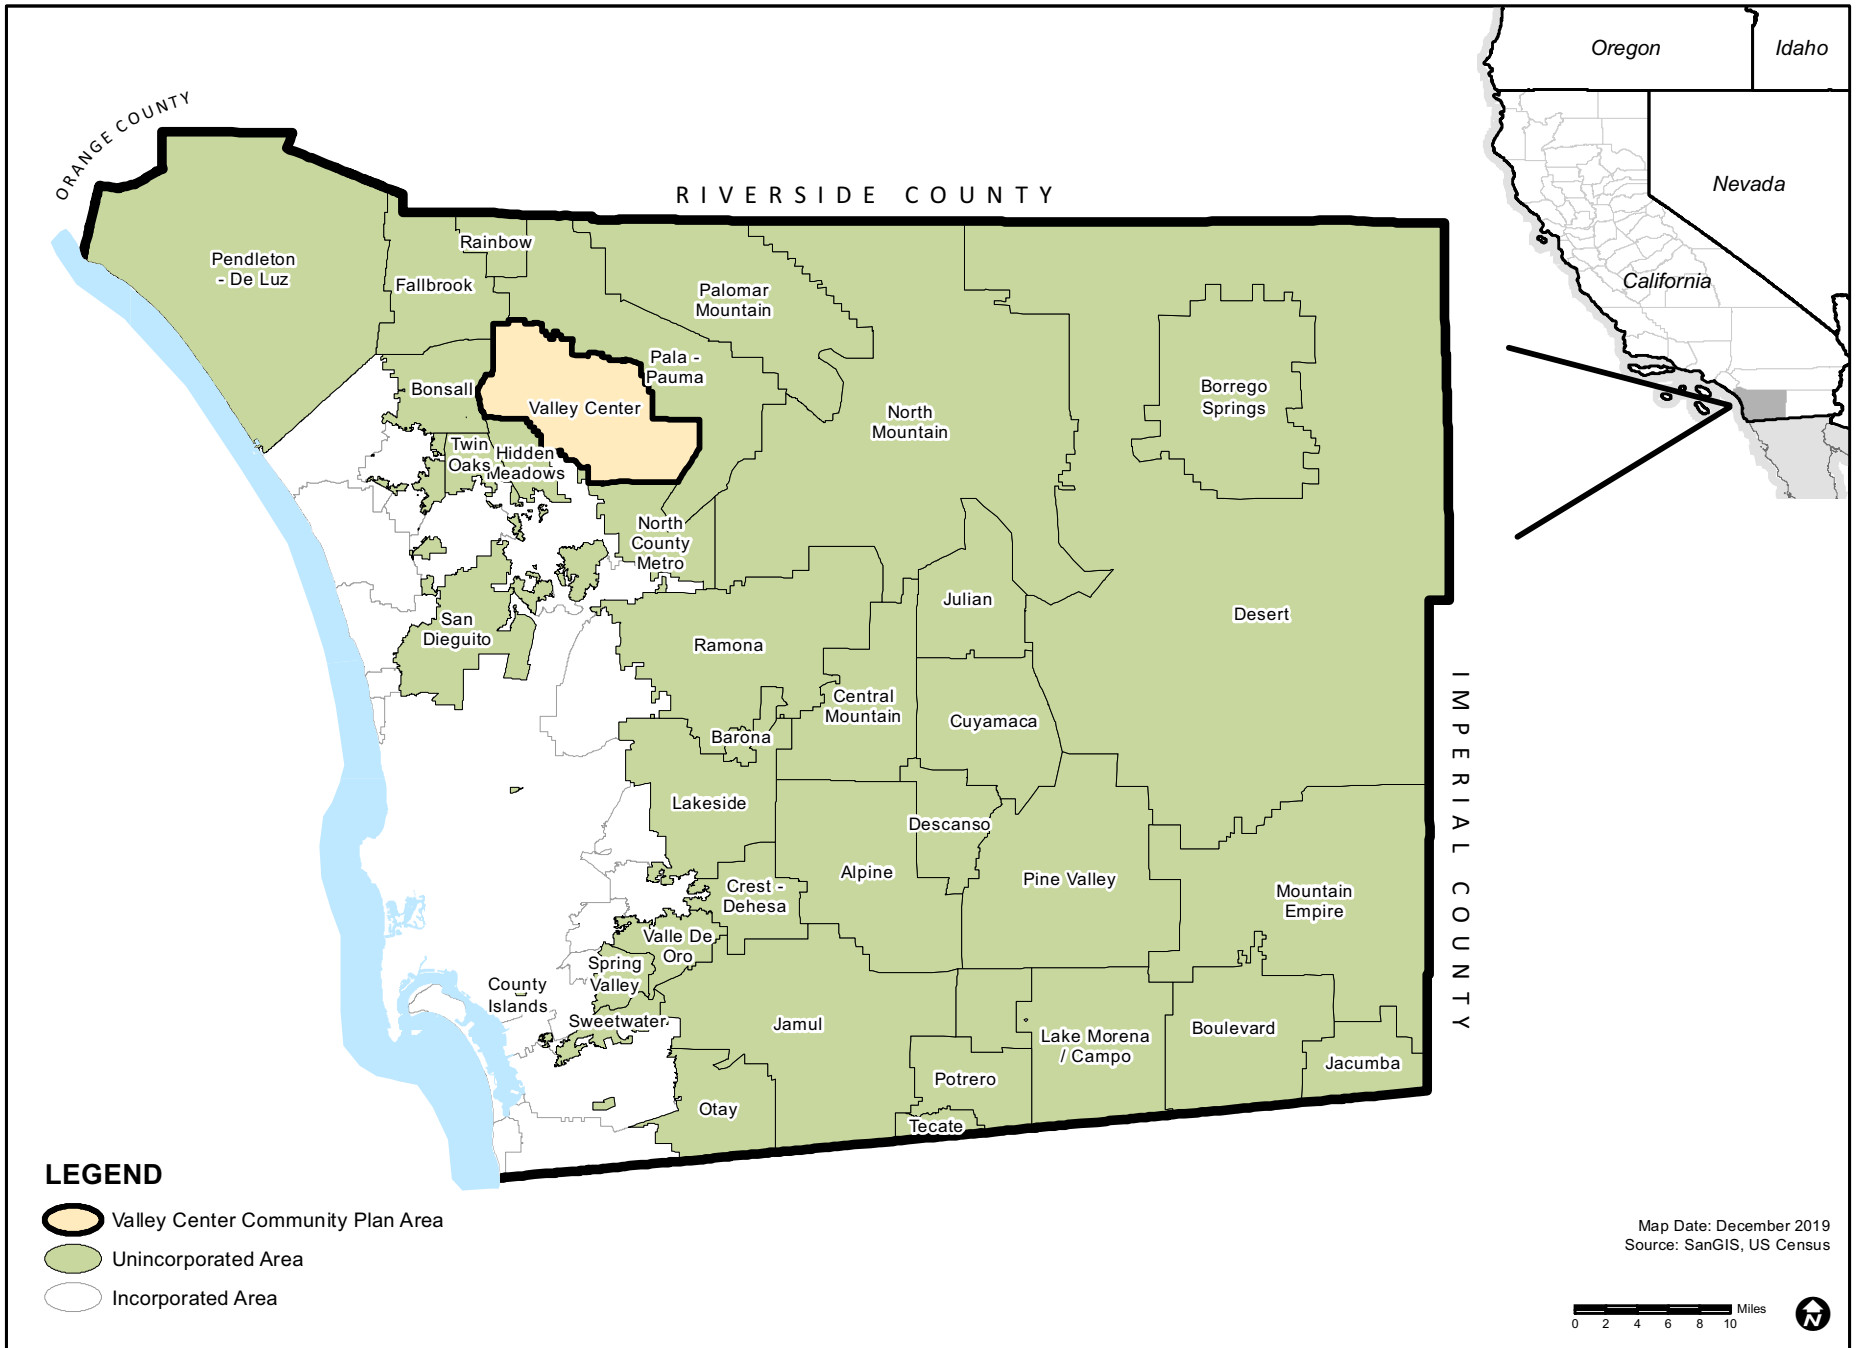 Oregon
Idaho
ORANGE COUNTY
Nevada
RIVERSIDE COUNTY
Rainbow
Pendleton
- De Luz
Fallbrook
California
Palomar
Mountain
Pala -
Pauma
Bonsall
Borrego
Springs
Valley Center
North
Mountain
Twin
Oaks
Hidden
Meadows
North
County
Metro
Julian
Desert
San
Dieguito
Ramona
Central
Mountain
Cuyamaca
Barona
IMPERIAL COUNTY
Lakeside
Descanso
Alpine
Pine Valley
Crest -
Dehesa
Mountain
Empire
Valle De
Oro
Spring
Valley
County
Islands
Sweetwater
Jamul
Lake Morena
/ Campo
Boulevard
Jacumba
Potrero
Otay
Tecate
LEGEND
Valley Center Community Plan Area
Unincorporated Area
Incorporated Area
Map Date: December 2019
Source: SanGIS, US Census
Miles
0 2 4 6 8 10
N